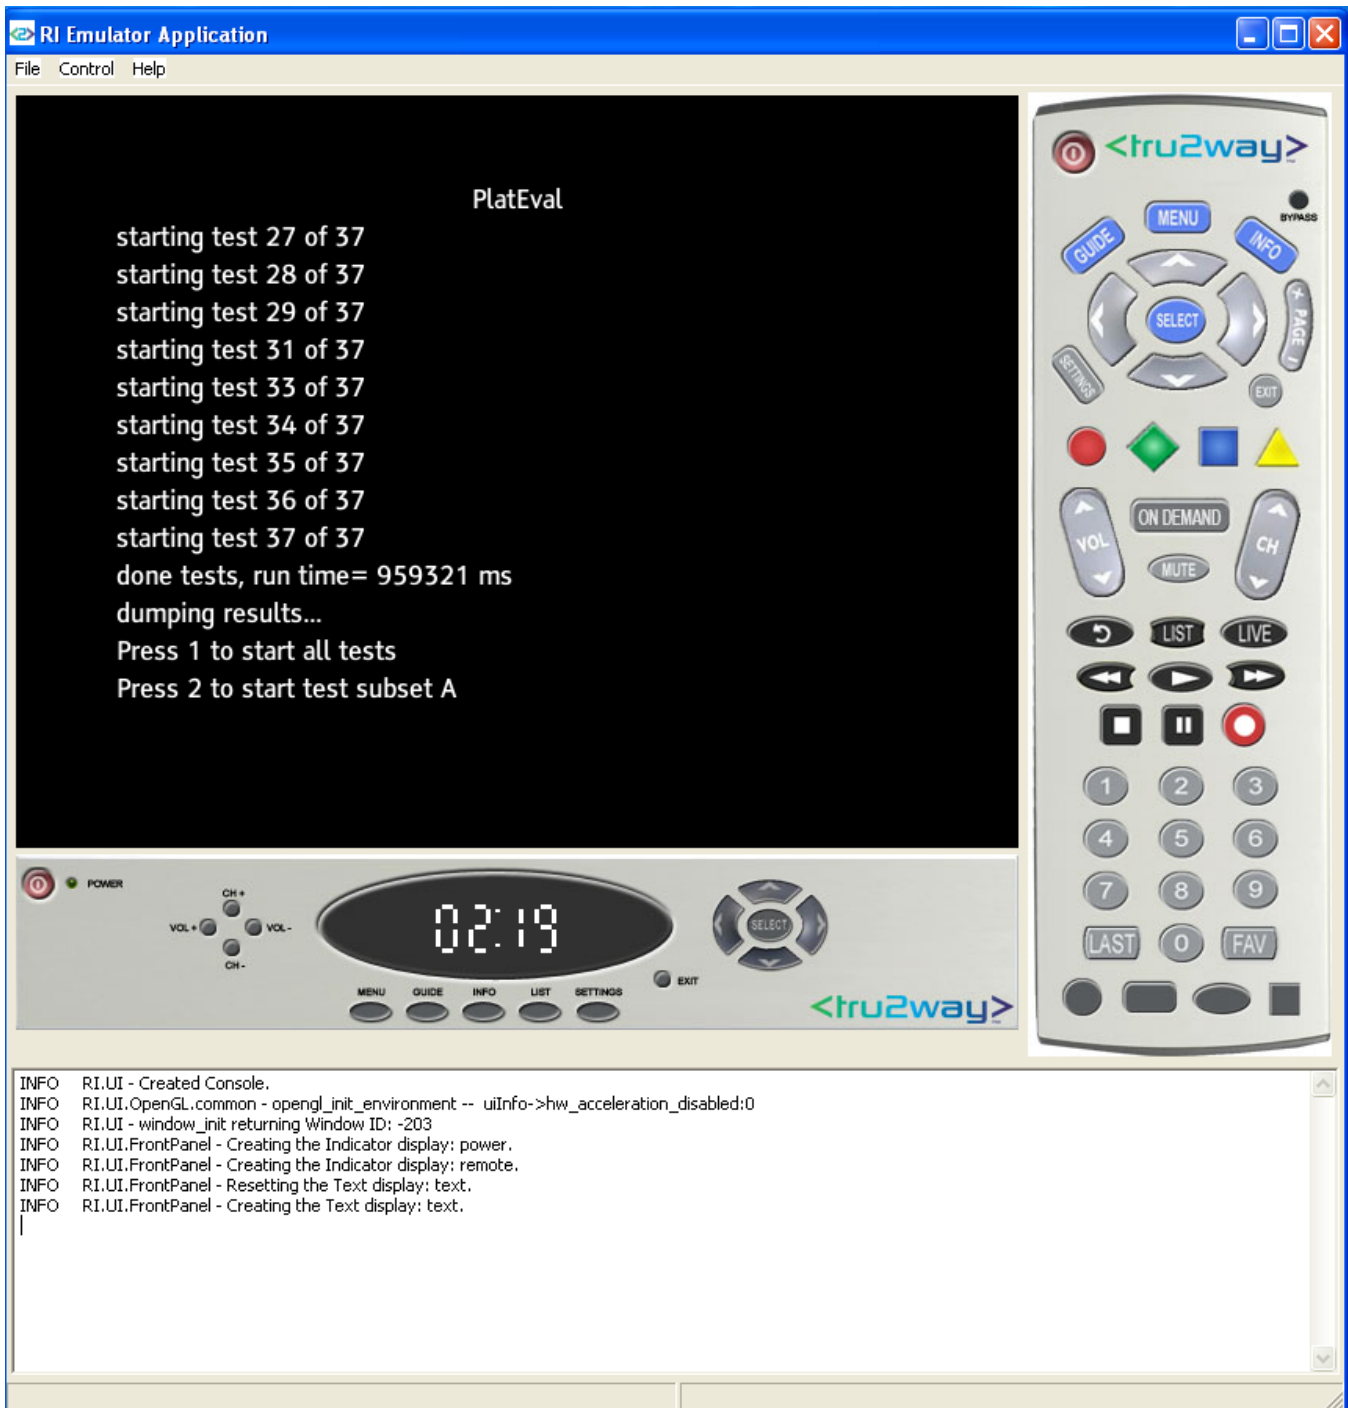 RI Emulator Application
File Control Help
PlatEval
starting test 27 of 37
starting test 28 of 37
starting test 29 of 37
starting test 31 of 37
starting test 33 of 37
starting test 34 of 37
starting test 35 of 37
starting test 36 of 37
starting test 37 of 37
done tests, run time= 959321 ms
dumping results...
Press 1 to start all tests
Press 2 to start test subset A
<tru2way>
BYPASS
MENU
GUIDE
INFO
+ PAGE -
SELECT
SETTINGS
EXIT
ON DEMAND
VOL
CH
MUTE
LIST LIVE
1 2 3
4 5 6
7 8 9
LAST 0 FAV
POWER
CH +
VOL + VOL -
CH -
02:19
SELECT
EXIT
MENU GUIDE INFO LIST SETTINGS
<tru2way>
INFO RI.UI - Created Console.
INFO RI.UI.OpenGL.common - opengl_init_environment -- uiInfo->hw_acceleration_disabled:0
INFO RI.UI - window_init returning Window ID: -203
INFO RI.UI.FrontPanel - Creating the Indicator display: power.
INFO RI.UI.FrontPanel - Creating the Indicator display: remote.
INFO RI.UI.FrontPanel - Resetting the Text display: text.
INFO RI.UI.FrontPanel - Creating the Text display: text.